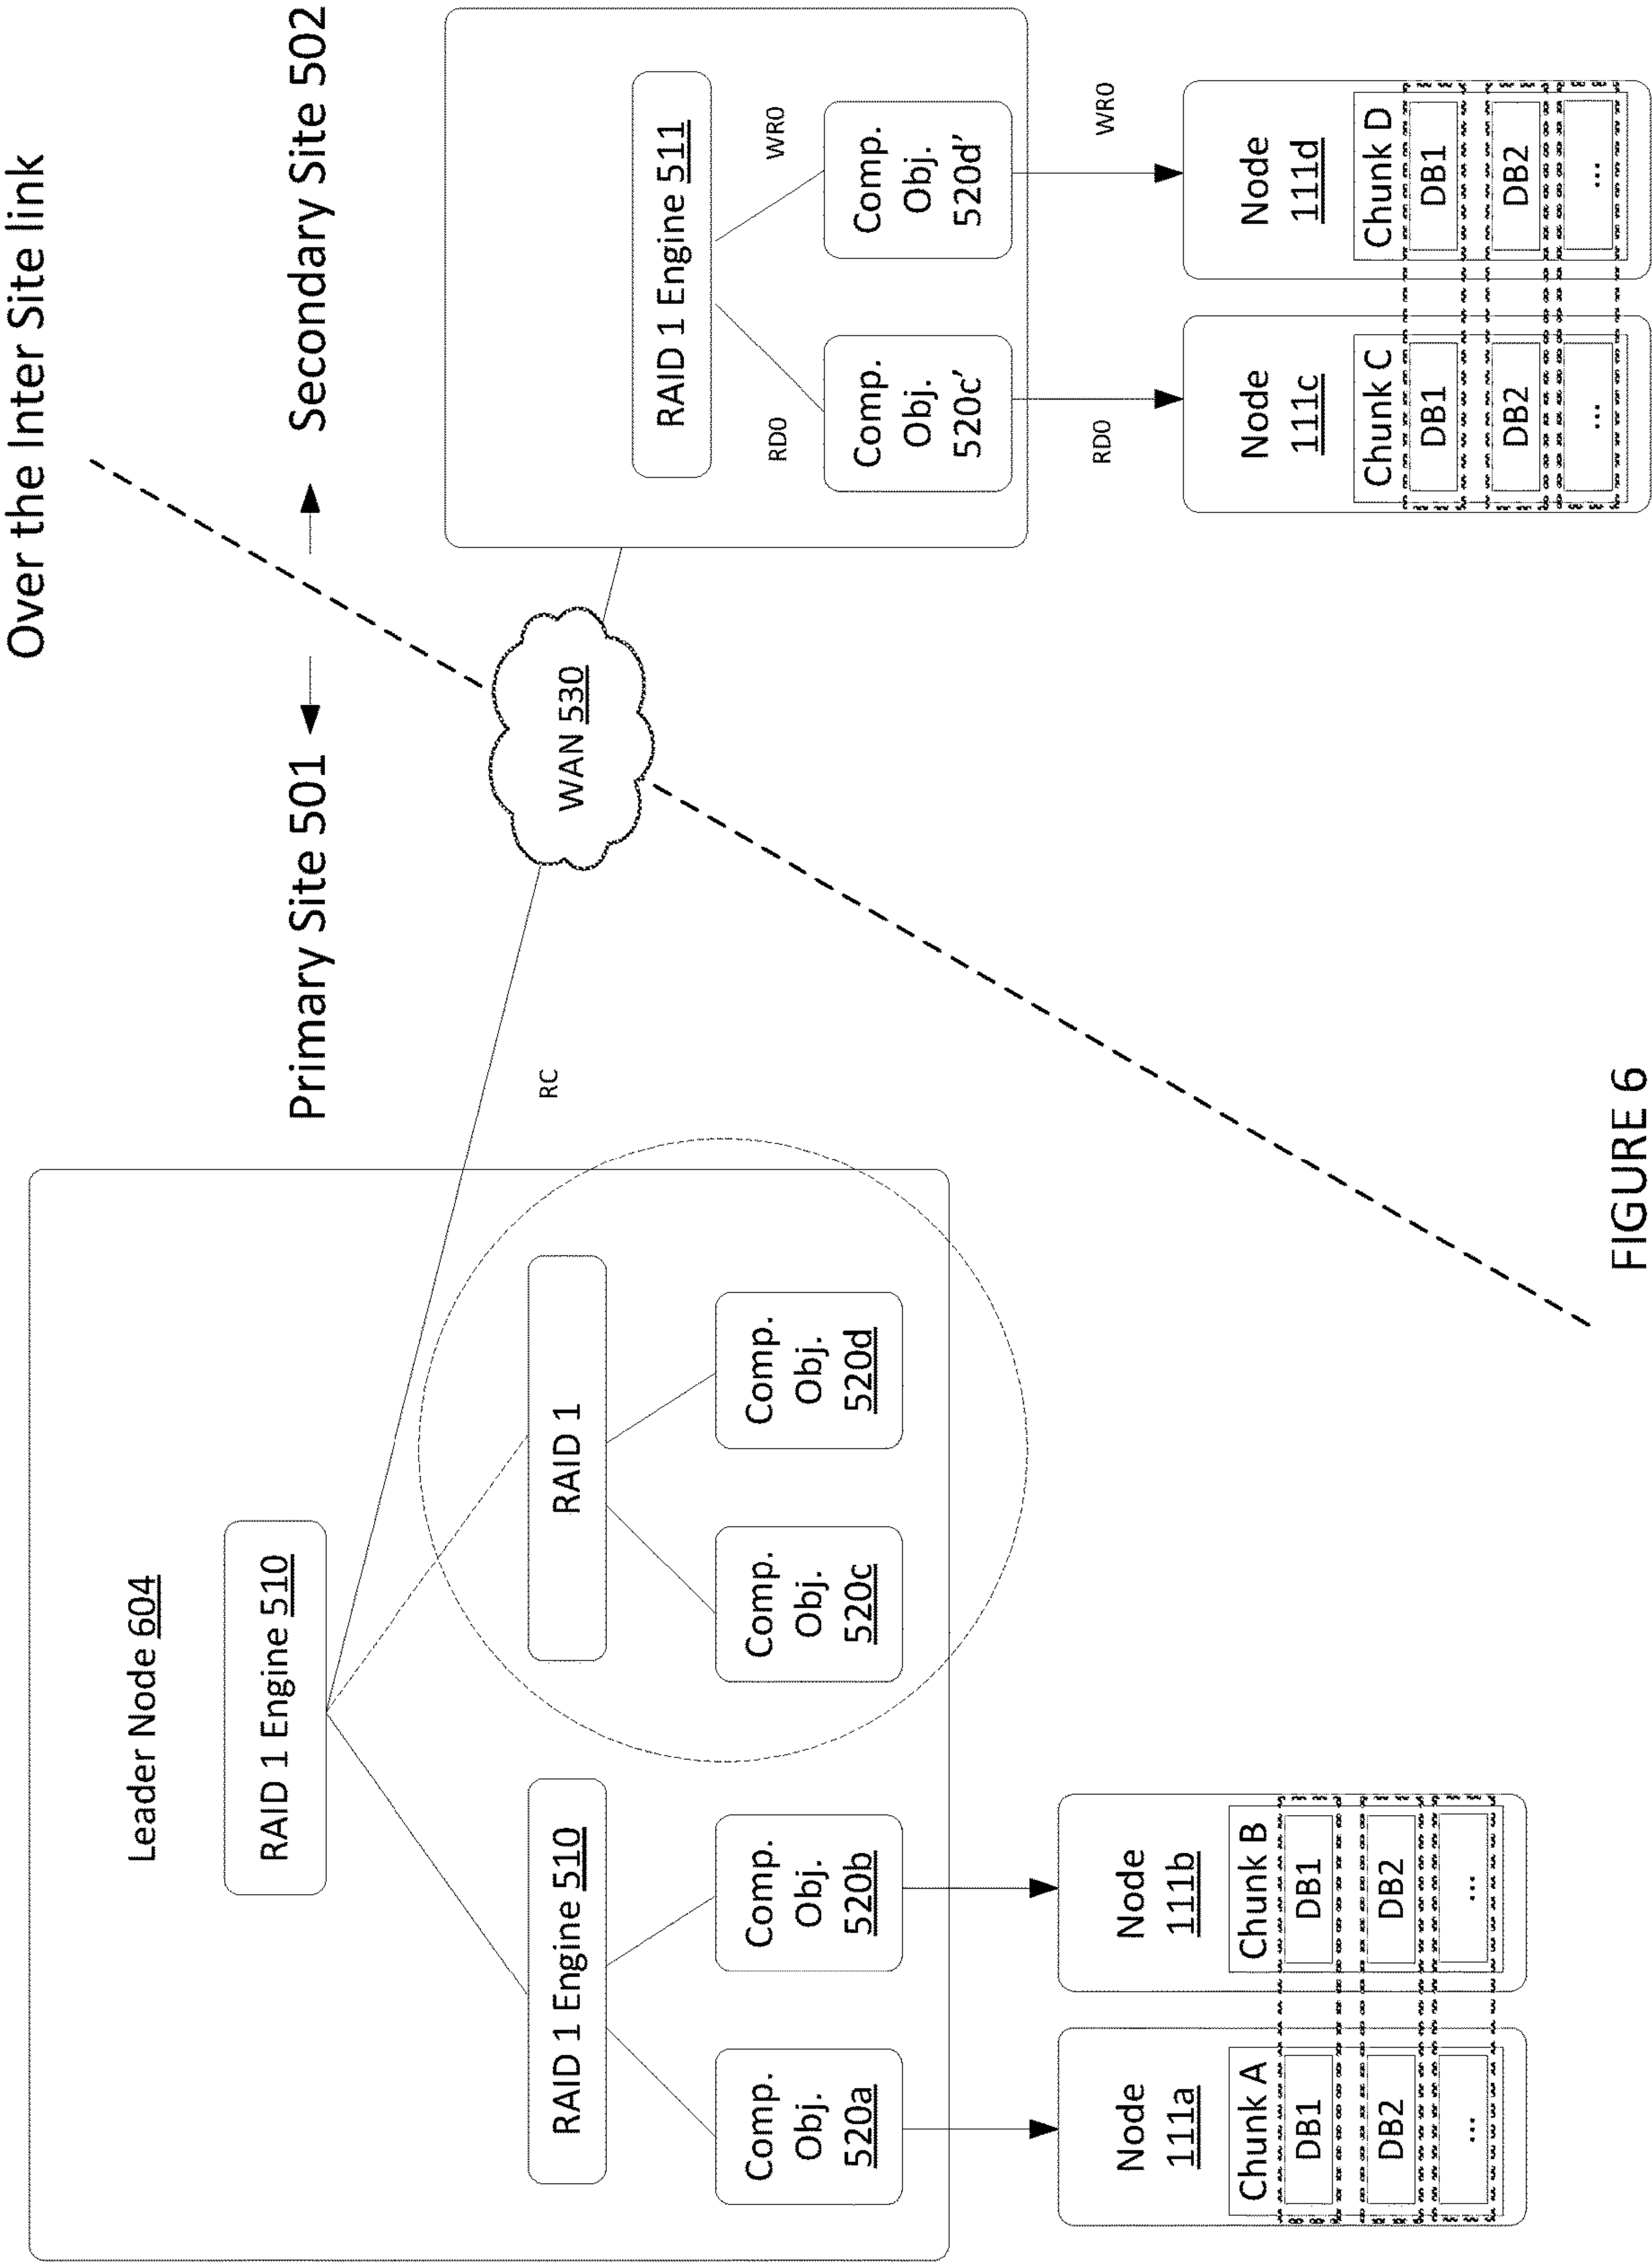 Over the Inter Site link
Primary Site 501
Secondary Site 502
Leader Node 604
RAID 1 Engine 510
RC
WAN 530
RAID 1 Engine 510
RAID 1
Comp.
Obj.
520a
Comp.
Obj.
520b
Comp.
Obj.
520c
Comp.
Obj.
520d
RAID 1 Engine 511
RD0
WR0
Comp.
Obj.
520c’
Comp.
Obj.
520d’
RD0
WR0
Node
111a
Chunk A
DB1
DB2
...
Node
111b
Chunk B
DB1
DB2
...
Node
111c
Chunk C
DB1
DB2
...
Node
111d
Chunk D
DB1
DB2
...
FIGURE 6